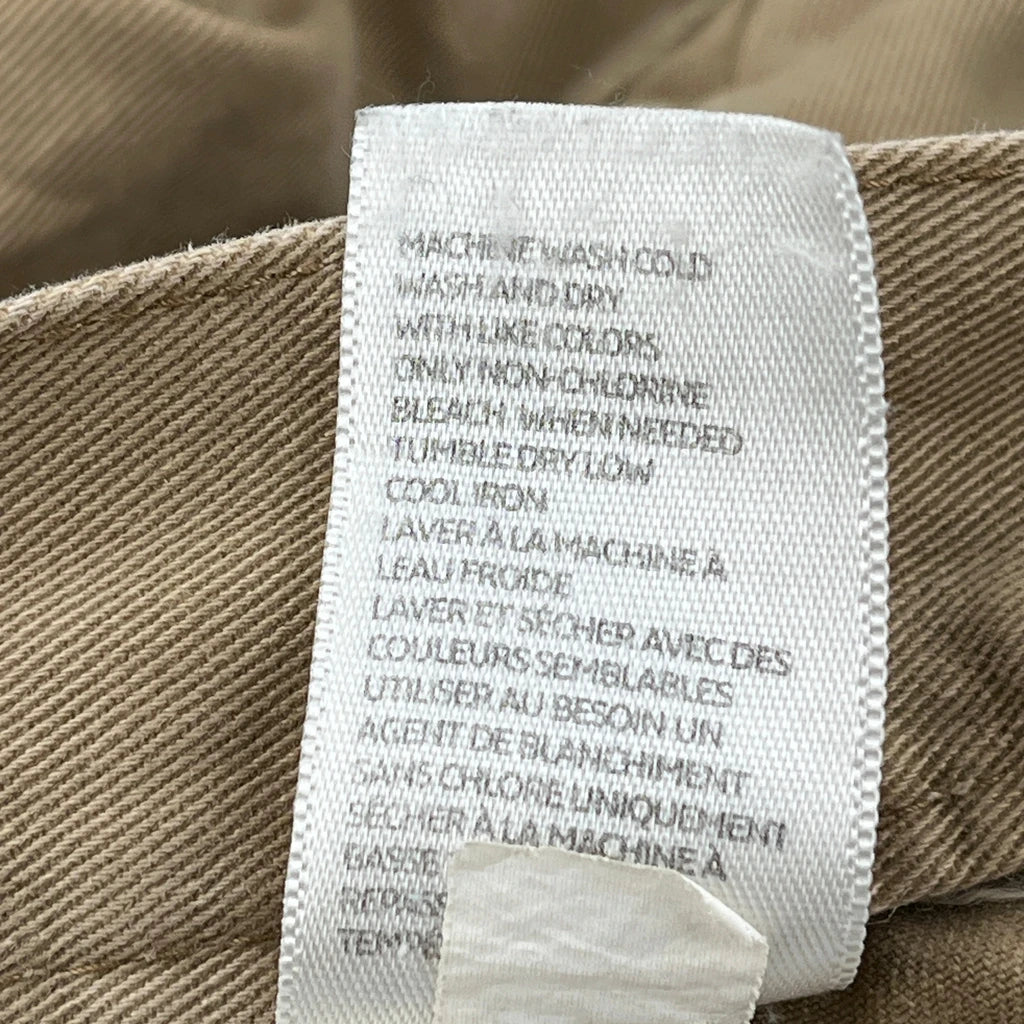 MACHINE WASH COLD
WASH AND DRY
WITH LIKE COLORS
ONLY NON-CHLORINE
BLEACH, WHEN NEEDED
TUMBLE DRY LOW
COOL IRON
LAVER À LA MACHINE À
LEAU FROIDE
LAVER ET SÉCHER AVEC DES
COULEURS SEMBLABLES
UTILISER AU BESOIN UN
AGENT DE BLANCHIMENT
SANS CHLORE UNIQUEMENT
SÉCHER À LA MACHINE À
BASSE